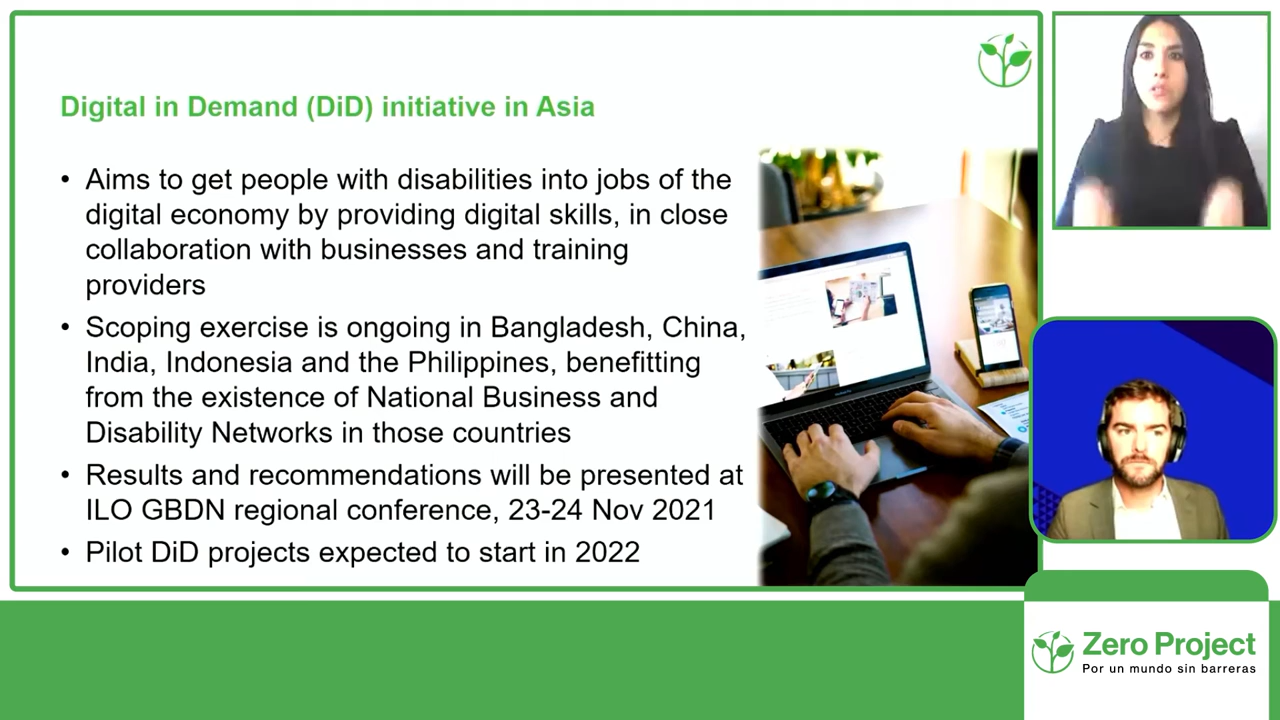 Digital in Demand (DiD) initiative in Asia
• Aims to get people with disabilities into jobs of the
digital economy by providing digital skills, in close
collaboration with businesses and training
providers
• Scoping exercise is ongoing in Bangladesh, China,
India, Indonesia and the Philippines, benefitting
from the existence of National Business and
Disability Networks in those countries
• Results and recommendations will be presented at
ILO GBDN regional conference, 23-24 Nov 2021
• Pilot DiD projects expected to start in 2022
Zero Project
Por un mundo sin barreras